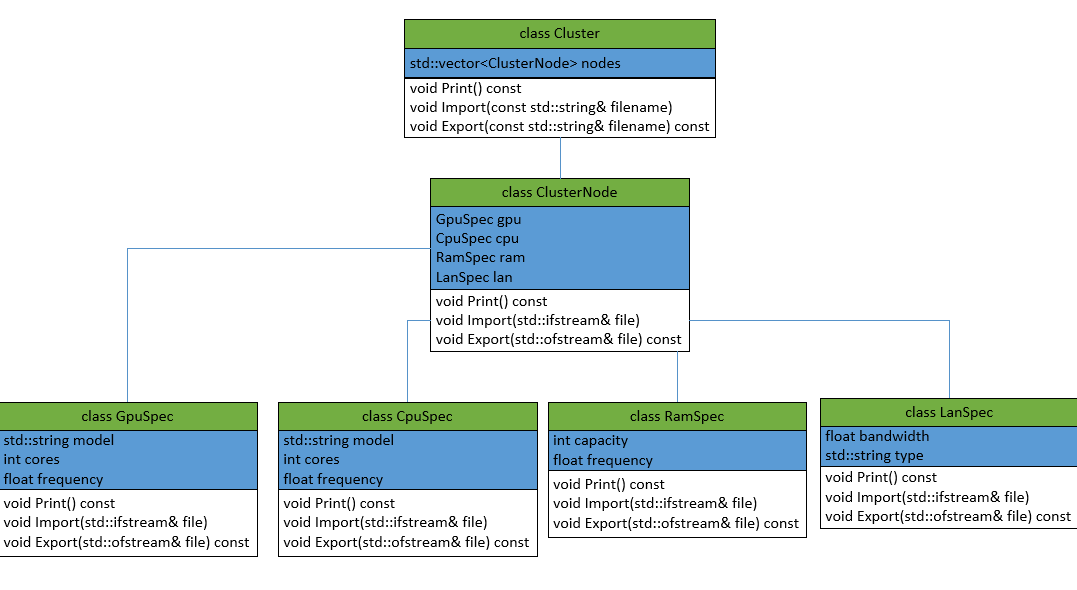 class Cluster
std::vector<ClusterNode> nodes
void Print() const
void Import(const std::string& filename)
void Export(const std::string& filename) const
class ClusterNode
GpuSpec gpu
CpuSpec cpu
RamSpec ram
LanSpec lan
void Print() const
void Import(std::ifstream& file)
void Export(std::ofstream& file) const
class GpuSpec
std::string model
int cores
float frequency
void Print() const
void Import(std::ifstream& file)
void Export(std::ofstream& file) const
class CpuSpec
std::string model
int cores
float frequency
void Print() const
void Import(std::ifstream& file)
void Export(std::ofstream& file) const
class RamSpec
int capacity
float frequency
void Print() const
void Import(std::ifstream& file)
void Export(std::ofstream& file) const
class LanSpec
float bandwidth
std::string type
void Print() const
void Import(std::ifstream& file)
void Export(std::ofstream& file) const